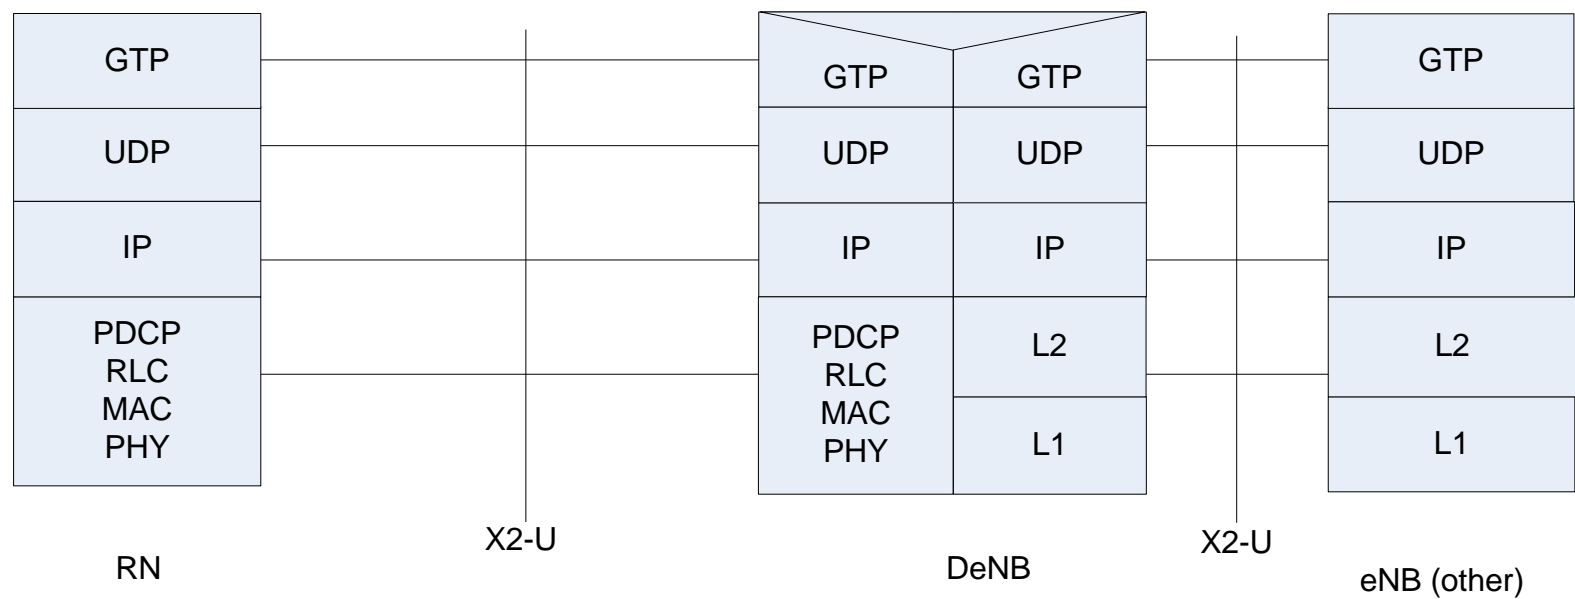 GTP
UDP
IP
PDCP
RLC
MAC
PHY
RN
X2-U
GTP
UDP
IP
PDCP
RLC
MAC
PHY
GTP
UDP
IP
L2
L1
DeNB
X2-U
GTP
UDP
IP
L2
L1
eNB (other)